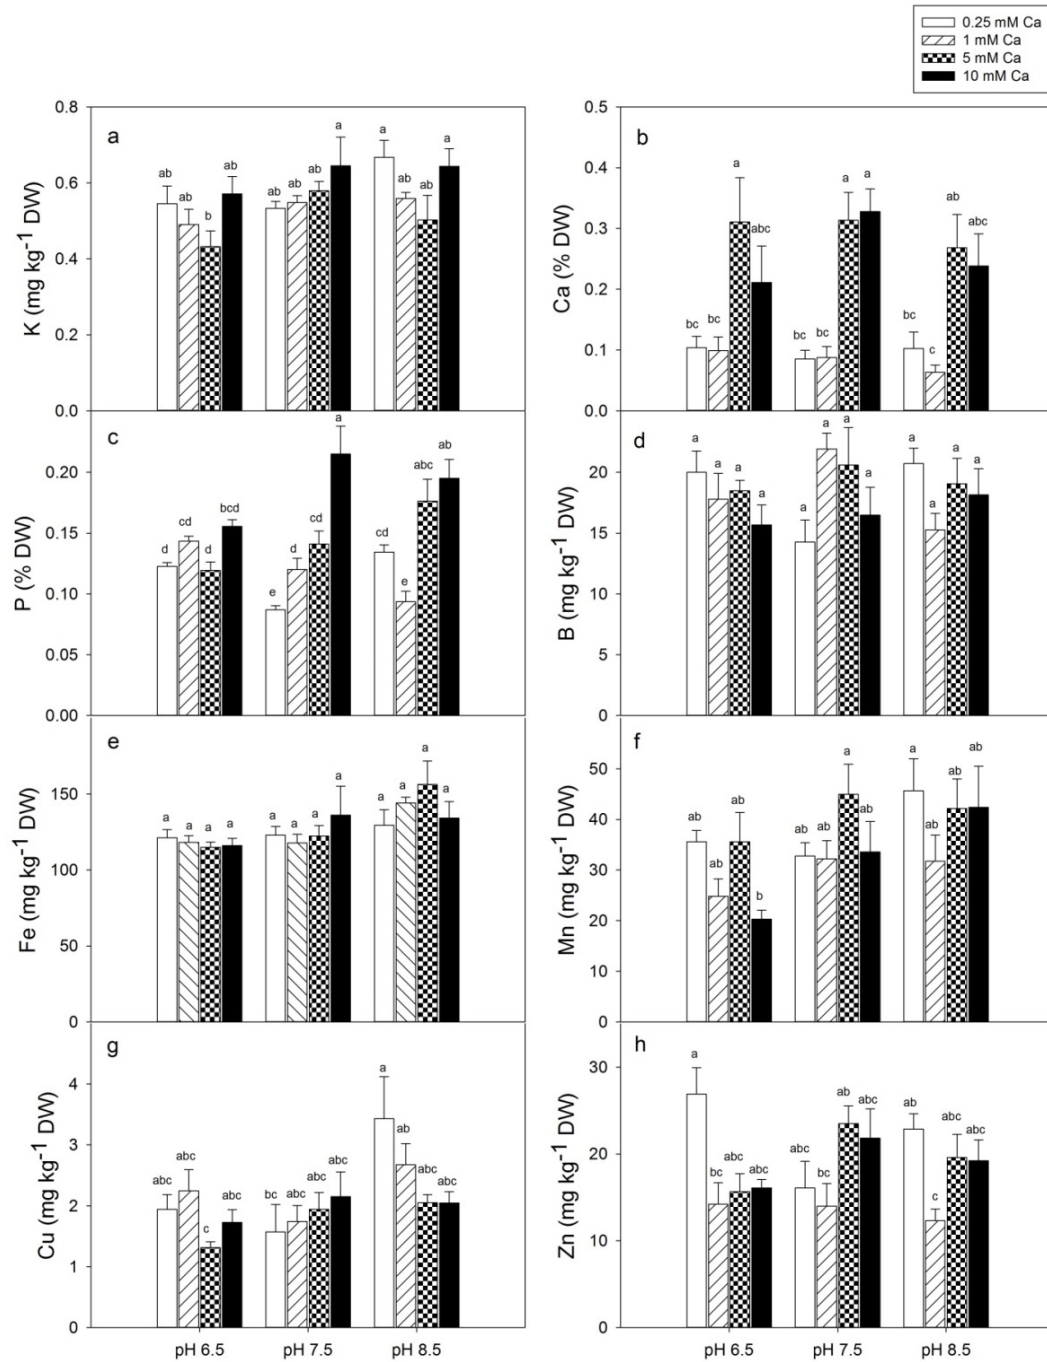 0.25 mM Ca
1 mM Ca
5 mM Ca
10 mM Ca
a
K (mg kg⁻¹ DW)
0.8
0.6
0.4
0.2
0.0
ab ab b ab
ab ab ab a
a ab ab a
b
Ca (% DW)
0.5
0.4
0.3
0.2
0.1
0.0
bc bc a abc
bc bc a a
bc c ab abc
c
P (% DW)
0.20
0.15
0.10
0.05
0.00
d cd d bcd
e d cd a
cd e abc ab
d
B (mg kg⁻¹ DW)
20
15
10
5
0
a a a a
a a a a
a a a a
e
Fe (mg kg⁻¹ DW)
150
100
50
0
a a a a
a a a a
a a a a
f
Mn (mg kg⁻¹ DW)
50
40
30
20
10
0
ab ab ab b
ab ab a ab
a ab ab ab
g
Cu (mg kg⁻¹ DW)
4
3
2
1
0
abc abc c abc
bc abc abc abc
a ab abc abc
pH 6.5 pH 7.5 pH 8.5
h
Zn (mg kg⁻¹ DW)
30
20
10
0
a bc abc abc
abc bc ab abc
ab c abc abc
pH 6.5 pH 7.5 pH 8.5